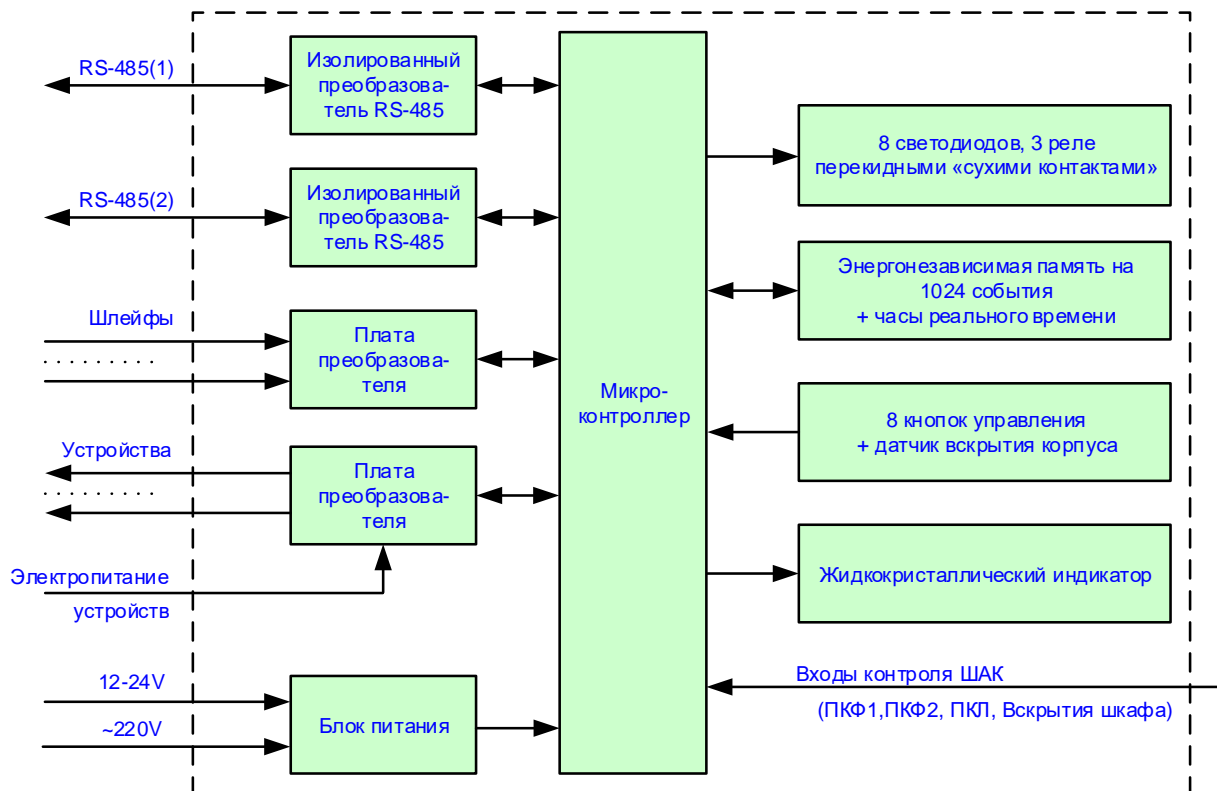 RS-485(1)
Изолированный
преобразова-
тель RS-485
RS-485(2)
Изолированный
преобразова-
тель RS-485
Шлейфы
Плата
преобразова-
теля
Устройства
Плата
преобразова-
теля
Электропитание
устройств
12-24V
~220V
Блок питания
Микро-
контроллер
8 светодиодов, 3 реле
перекидными «сухими контактами»
Энергонезависимая память на
1024 события
+ часы реального времени
8 кнопок управления
+ датчик вскрытия корпуса
Жидкокристаллический индикатор
Входы контроля ШАК
(ПКФ1,ПКФ2, ПКЛ, Вскрытия шкафа)